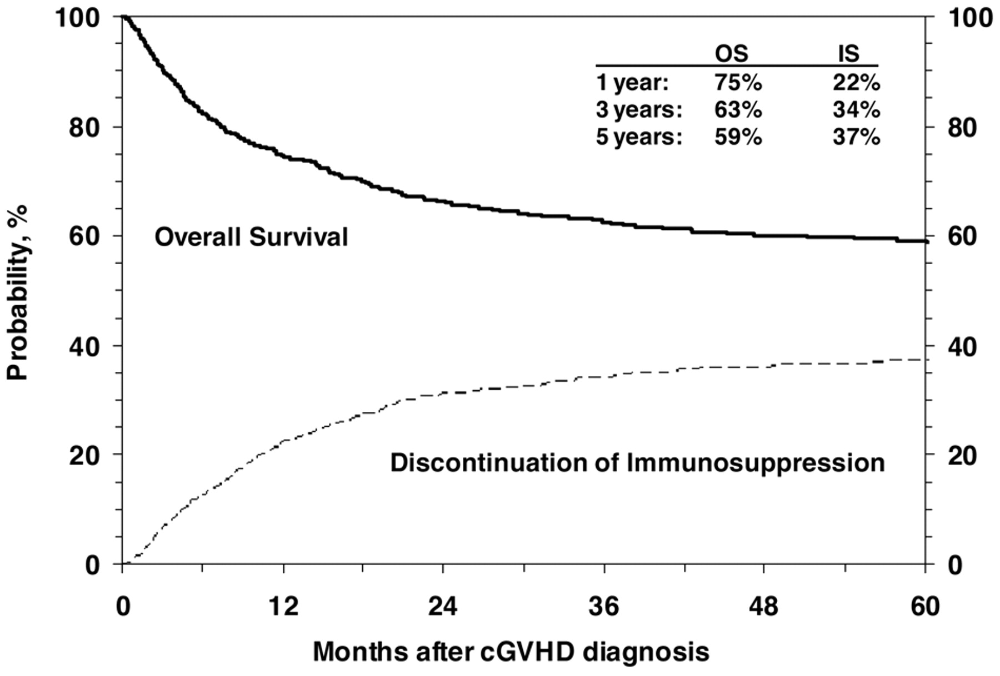 100
100
OS IS
1 year: 75% 22%
3 years: 63% 34%
5 years: 59% 37%
80
80
Probability, %
Overall Survival
60
60
40
40
Discontinuation of Immunosuppression
20
20
0
0
0 12 24 36 48 60
Months after cGVHD diagnosis